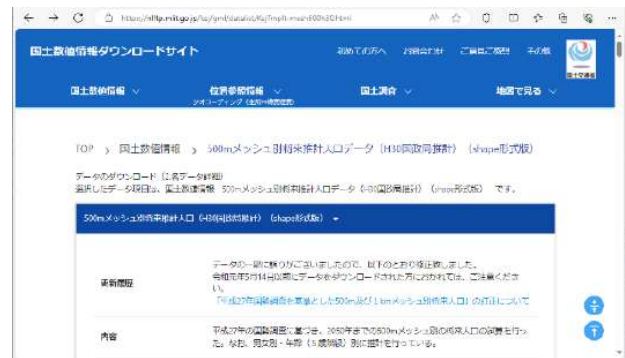 国土数値情報ダウンロードサイト
初めての方へ お問合わせ ご意見ご感想 その他
国土交通省
国土数値情報 位置参照情報 国土調査 地図で見る
TOP > 国土数値情報 > 500mメッシュ別将来推計人口データ（H30国政局推計）（shape形式版）
データのダウンロード（2.各データ詳細）
選択したデータ項目は、国土数値情報 500mメッシュ別将来推計人口データ（H30国政局推計）（shape形式版） です。
500mメッシュ別将来推計人口（H30国政局推計）（shape形式版）
更新履歴
データの一部に誤りがございましたので、以下のとおり修正致しました。
令和元年5月14日以前にデータをダウンロードされた方におかれては、ご注意くださ
い。
「平成27年国勢調査を基準とした500m及び1kmメッシュ別将来人口」の訂正について
内容
平成27年の国勢調査に基づき、2050年までの500mメッシュ別の将来人口の試算を行っ
た。なお、男女別・年齢（5歳階級）別に推計を行っている。